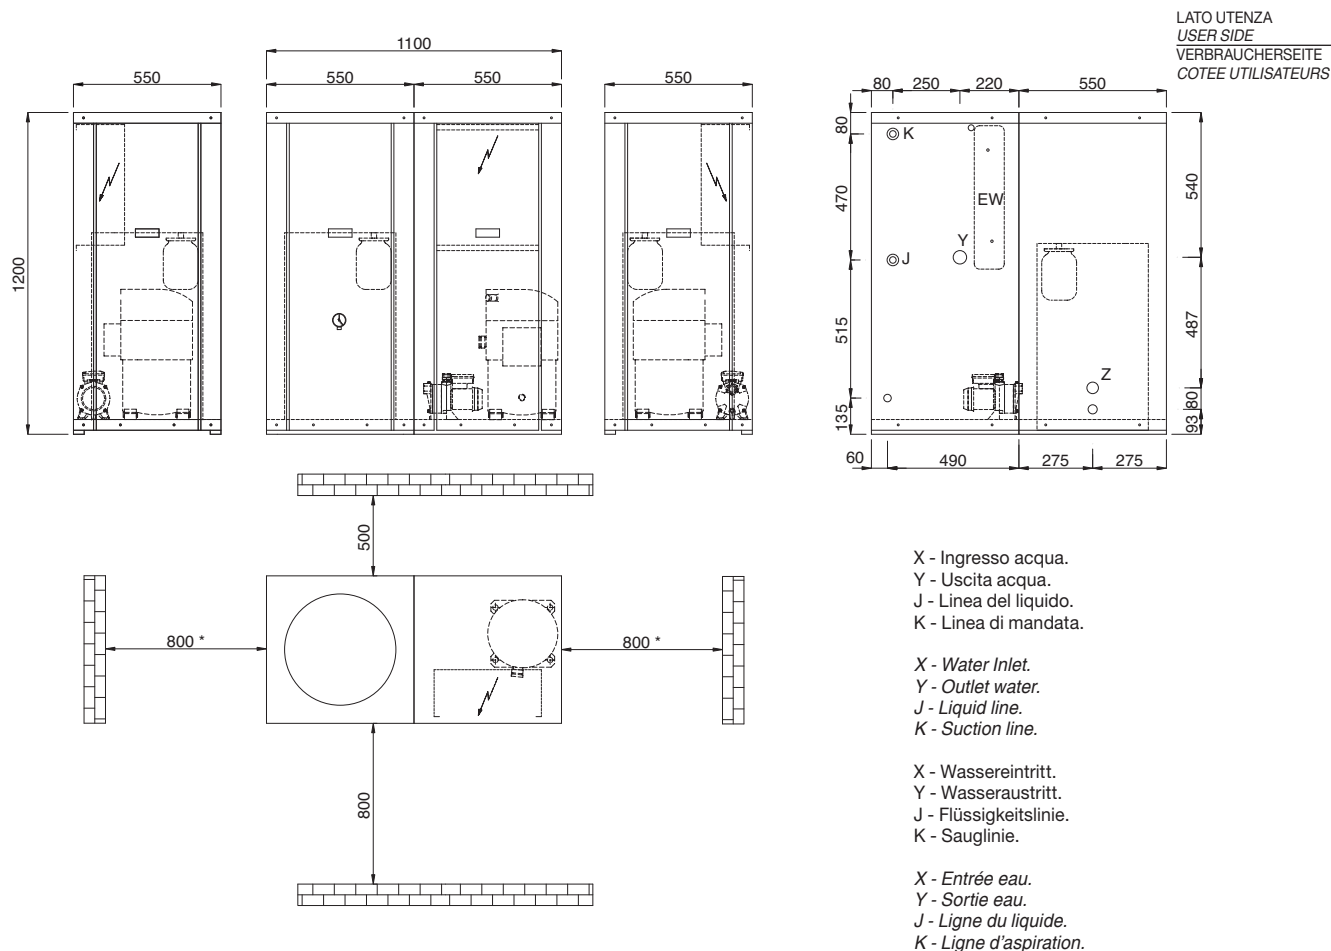 LATO UTENZA
USER SIDE
VERBRAUCHERSEITE
COTEE UTILISATEURS
1100
550
550
550
550
80
250
220
550
1200
80
470
515
135
K
J
Y
EW
Z
540
487
80
93
60
490
275
275
500
800 *
800 *
800
X - Ingresso acqua.
Y - Uscita acqua.
J - Linea del liquido.
K - Linea di mandata.
X - Water Inlet.
Y - Outlet water.
J - Liquid line.
K - Suction line.
X - Wassereintritt.
Y - Wasseraustritt.
J - Flüssigkeitslinie.
K - Sauglinie.
X - Entrée eau.
Y - Sortie eau.
J - Ligne du liquide.
K - Ligne d'aspiration.